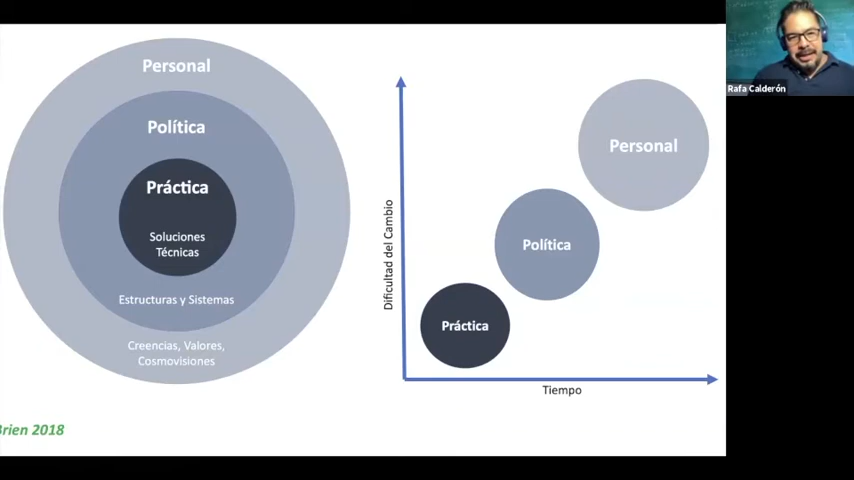 Personal
Política
Práctica
Soluciones
Técnicas
Estructuras y Sistemas
Creencias, Valores,
Cosmovisiones
Brien 2018
Dificultad del Cambio
Personal
Política
Práctica
Tiempo
Rafa Calderón